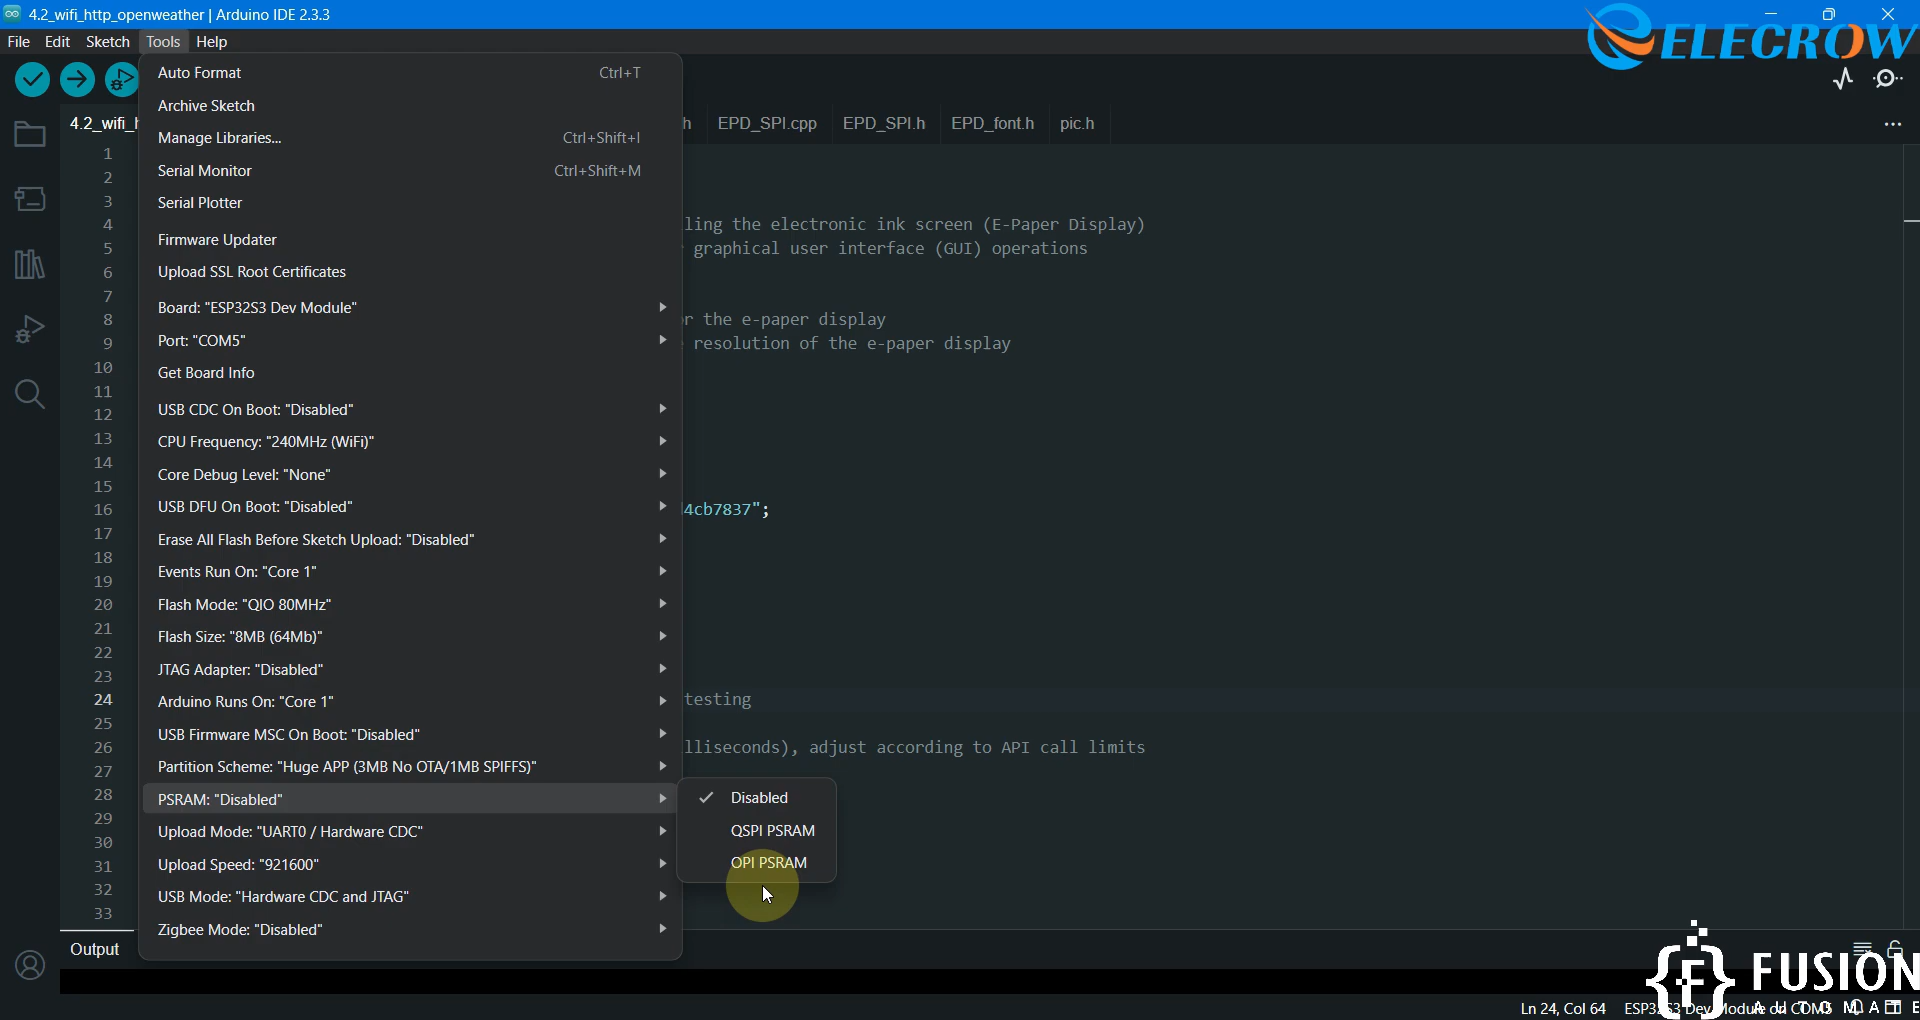 4.2_wifi_http_openweather | Arduino IDE 2.3.3
File Edit Sketch Tools Help
ELECROW
Auto Format Ctrl+T
Archive Sketch
4.2_wifi_h EPD_SPI.cpp EPD_SPI.h EPD_font.h pic.h
Manage Libraries... Ctrl+Shift+I
Serial Monitor Ctrl+Shift+M
Serial Plotter
Firmware Updater
Upload SSL Root Certificates
Board: "ESP32S3 Dev Module"
Port: "COM5"
Get Board Info
USB CDC On Boot: "Disabled"
CPU Frequency: "240MHz (WiFi)"
Core Debug Level: "None"
USB DFU On Boot: "Disabled"
Erase All Flash Before Sketch Upload: "Disabled"
Events Run On: "Core 1"
Flash Mode: "QIO 80MHz"
Flash Size: "8MB (64Mb)"
JTAG Adapter: "Disabled"
Arduino Runs On: "Core 1"
USB Firmware MSC On Boot: "Disabled"
Partition Scheme: "Huge APP (3MB No OTA/1MB SPIFFS)"
PSRAM: "Disabled"
Upload Mode: "UART0 / Hardware CDC"
Upload Speed: "921600"
USB Mode: "Hardware CDC and JTAG"
Zigbee Mode: "Disabled"
Disabled
QSPI PSRAM
OPI PSRAM
1
2
3
4 ling the electronic ink screen (E-Paper Display)
5 graphical user interface (GUI) operations
6
7
8 r the e-paper display
9 resolution of the e-paper display
10
11
12
13
14
15
16 4cb7837";
17
18
19
20
21
22
23
24 testing
25
26 lliseconds), adjust according to API call limits
27
28
29
30
31
32
33
Output
FUSION
AUTOMATE
Ln 24, Col 64 ESP32S3 Dev Module on COM5